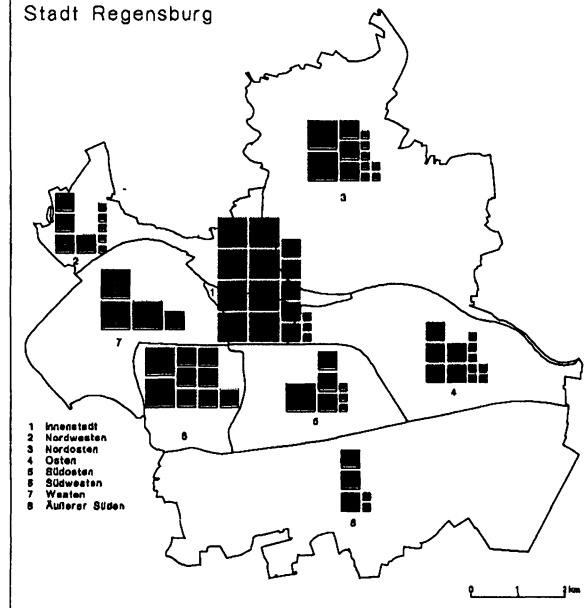 Stadt Regensburg
3
2
1
7
4
6
5
8
1 Innenstadt
2 Nordwesten
3 Nordosten
4 Osten
5 Südosten
6 Südwesten
7 Westen
8 Äußerer Süden
0 1 2 km